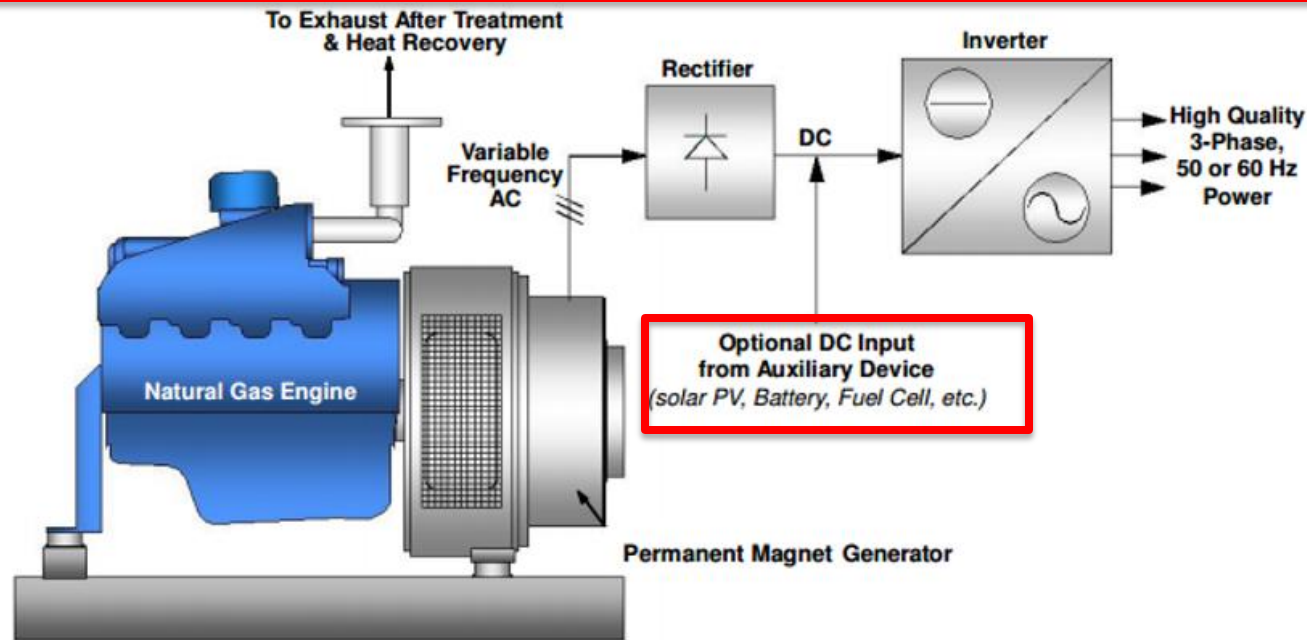 To Exhaust After Treatment
& Heat Recovery
Inverter
Rectifier
DC
High Quality
3-Phase,
50 or 60 Hz
Power
Variable
Frequency
AC
Optional DC Input
from Auxiliary Device
(solar PV, Battery, Fuel Cell, etc.)
Natural Gas Engine
Permanent Magnet Generator